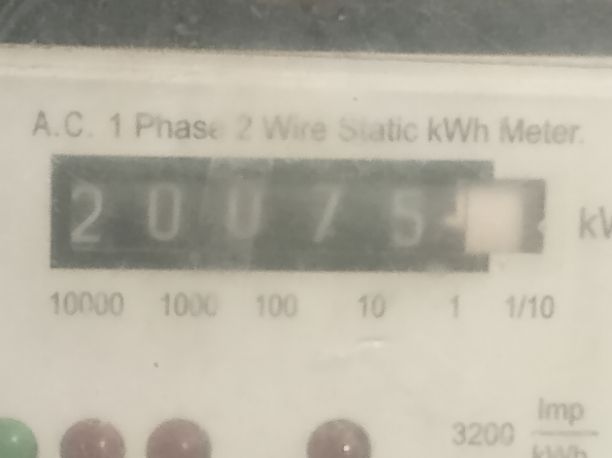 A.C. 1 Phase 2 Wire Static kWh Meter.
2 0 0 7 5
10000 1000 100 10 1 1/10
3200 Imp
kWh